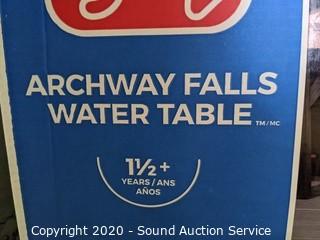 ARCHWAY FALLS
WATER TABLE TM/MC
1½+
YEARS / ANS
AÑOS
Copyright 2020 - Sound Auction Service